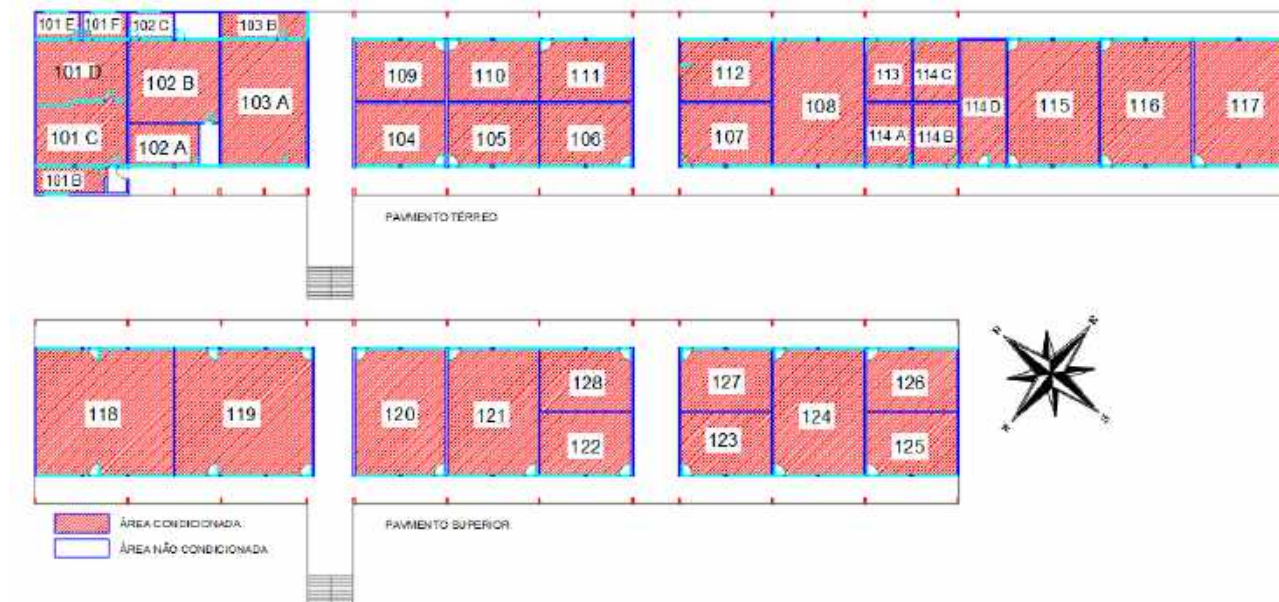 101 E 101 F 102 C 103 B
101 D 102 B 103 A 109 110 111 112 108 113 114 C 114 D 115 116 117
101 C 102 A 104 105 106 107 114 A 114 B
101 B
PAVIMENTO TÉRREO
118 119 120 121 128 127 124 126
122 123 125
ÁREA CONDICIONADA
ÁREA NÃO CONDICIONADA
PAVIMENTO SUPERIOR